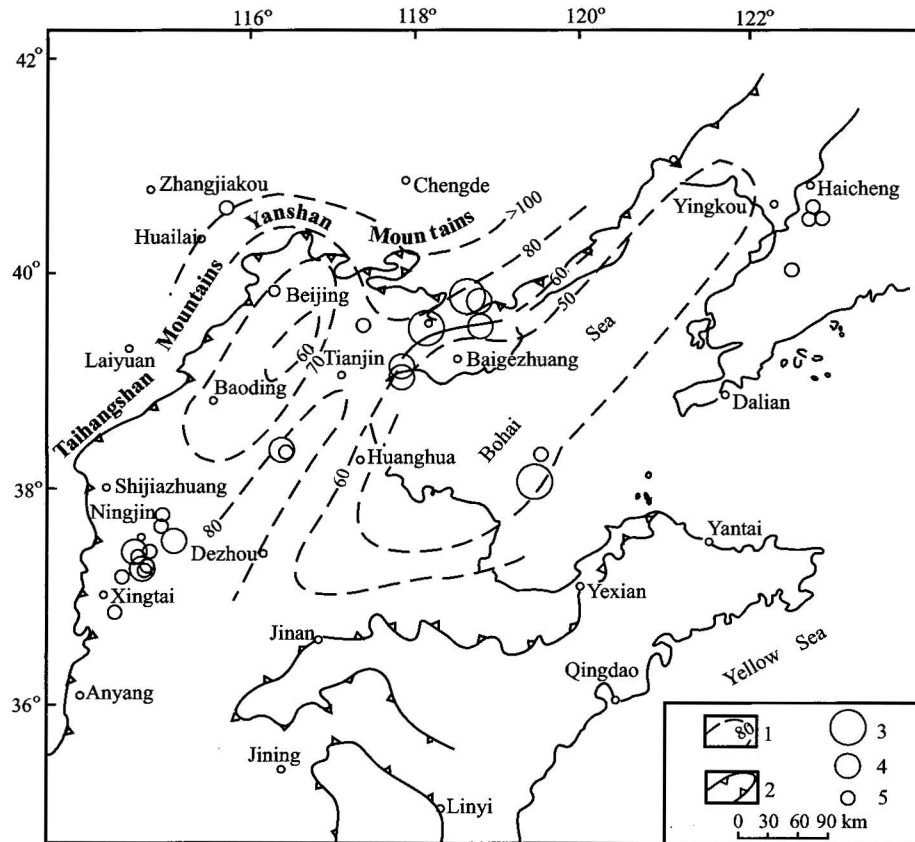 116° 118° 120° 122°
42°
Zhangjiakou
Chengde
Haicheng
Yanshan
Mountains
>100
Yingkou
Huailai
80
40°
Mountains
Beijing
60
50
Sea
60
70
Tianjin
Baigezhuang
Laiyuan
Baoding
Dalian
Taihangshan
Bohai
Huanghua
38°
Shijiazhuang
60
Ningjin
80
Dezhou
Yantai
Xingtai
Yexian
Jinan
Yellow Sea
Qingdao
36°
Anyang
80 1 3
Jining
4
2 5
Linyi
0 30 60 90 km